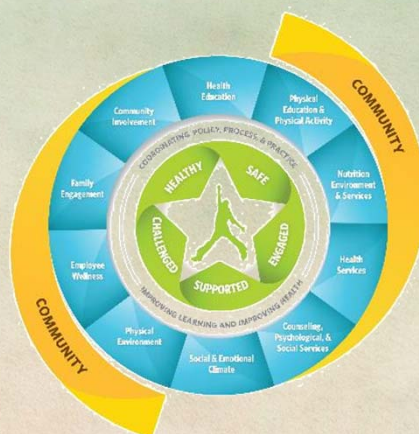 COMMUNITY
Health
Education
Physical
Education &
Physical Activity
Nutrition
Environment
& Services
Health
Services
Counseling,
Psychological, &
Social Services
Social & Emotional
Climate
Physical
Environment
Employee
Wellness
Family
Engagement
Community
Involvement
COMMUNITY
COORDINATING POLICY, PROCESS, & PRACTICE
IMPROVING LEARNING AND IMPROVING HEALTH
HEALTHY
SAFE
ENGAGED
SUPPORTED
CHALLENGED